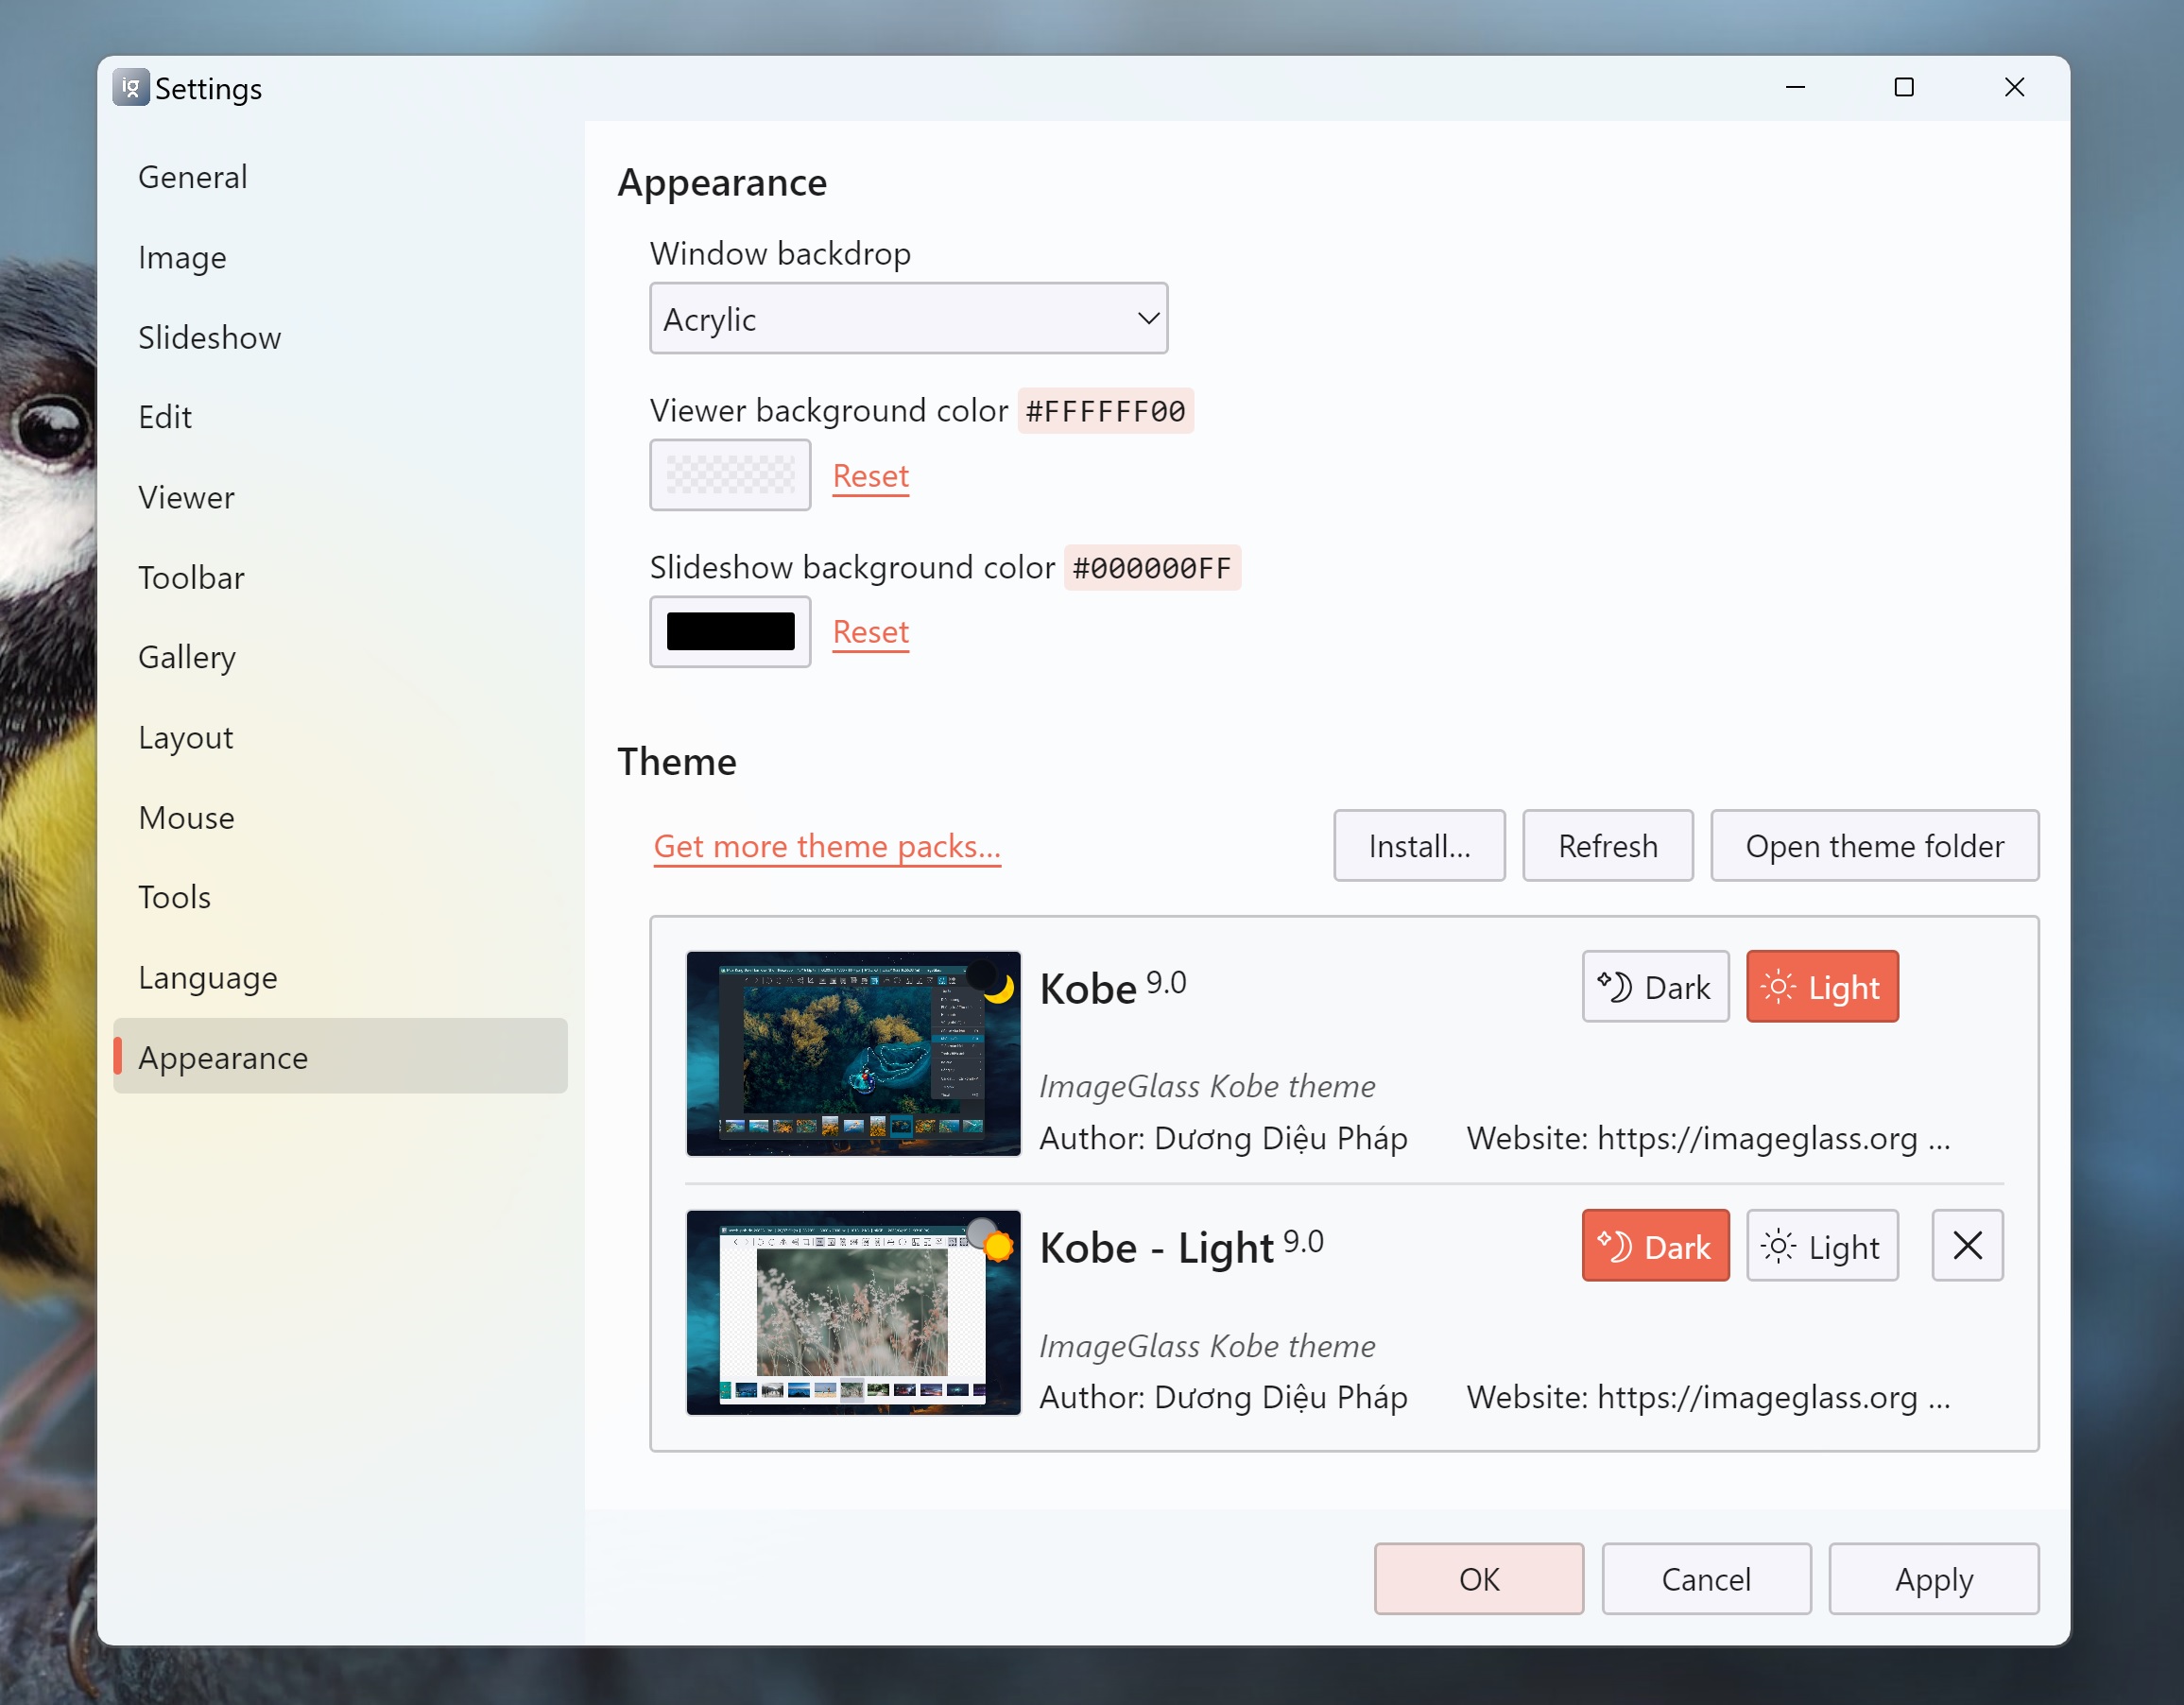 ig Settings
General
Image
Slideshow
Edit
Viewer
Toolbar
Gallery
Layout
Mouse
Tools
Language
Appearance
Appearance
Window backdrop
Acrylic
Viewer background color #FFFFFF00
Reset
Slideshow background color #000000FF
Reset
Theme
Get more theme packs... Install... Refresh Open theme folder
Kobe 9.0 Dark Light
ImageGlass Kobe theme
Author: Dương Diệu Pháp Website: https://imageglass.org ...
Kobe - Light 9.0 Dark Light
ImageGlass Kobe theme
Author: Dương Diệu Pháp Website: https://imageglass.org ...
OK Cancel Apply